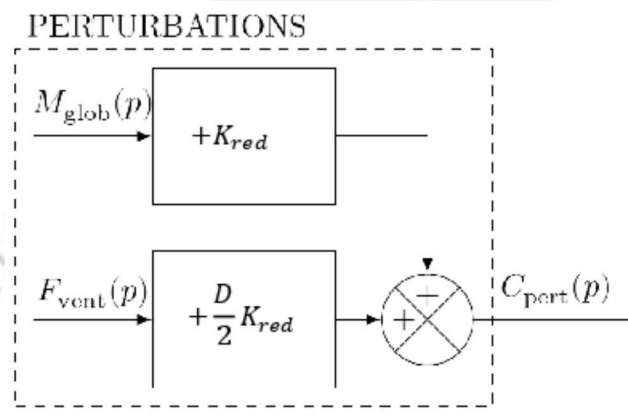 PERTURBATIONS
M_glob(p)
+K_red
F_vent(p)
+D/2 K_red
+
+
C_pert(p)